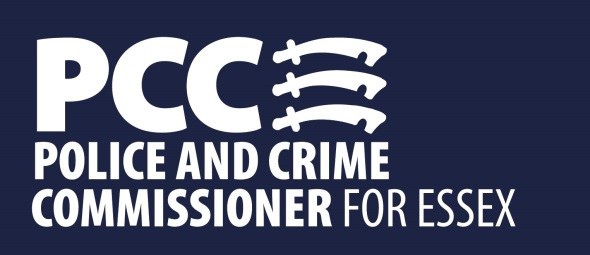 PCC
POLICE AND CRIME
COMMISSIONER FOR ESSEX